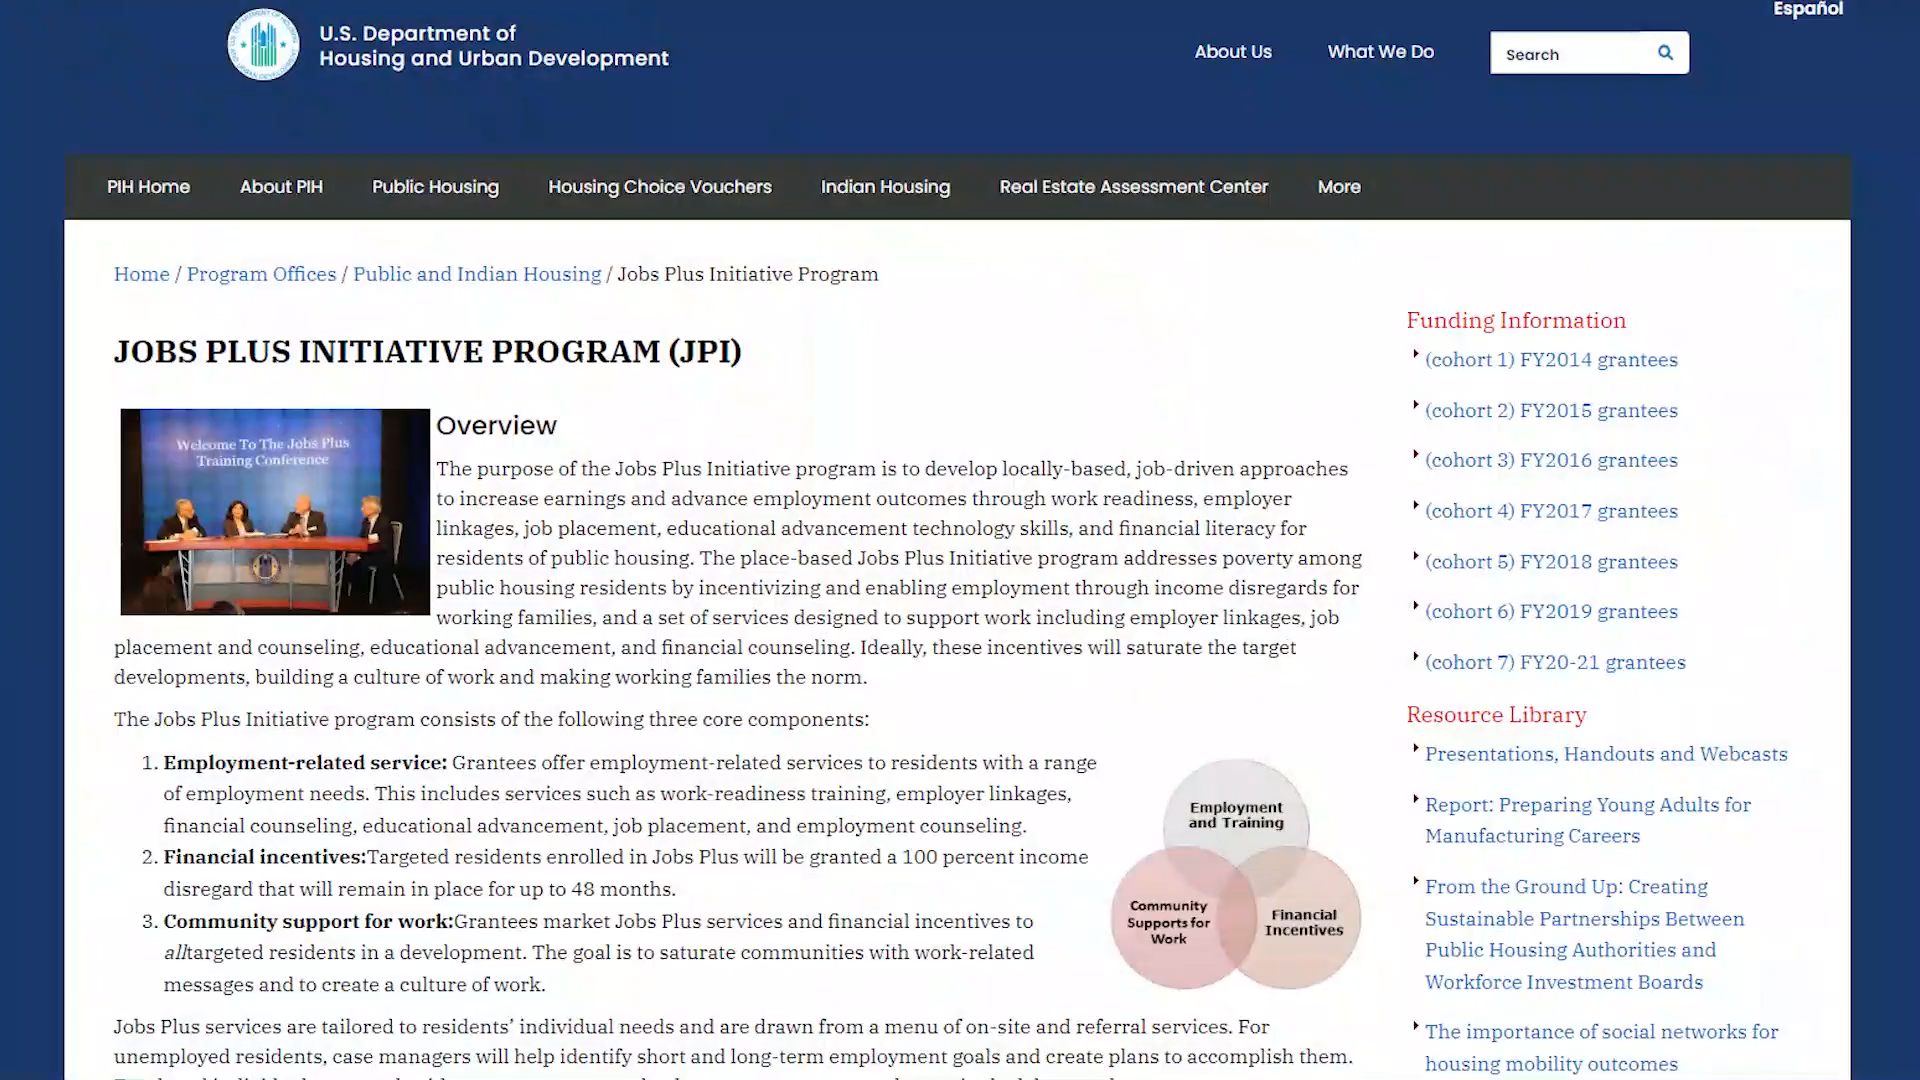 Español
U.S. Department of
Housing and Urban Development
About Us
What We Do
Search
PIH Home
About PIH
Public Housing
Housing Choice Vouchers
Indian Housing
Real Estate Assessment Center
More
Home / Program Offices / Public and Indian Housing / Jobs Plus Initiative Program
JOBS PLUS INITIATIVE PROGRAM (JPI)
Welcome To The Jobs Plus
Training Conference
Overview
The purpose of the Jobs Plus Initiative program is to develop locally-based, job-driven approaches
to increase earnings and advance employment outcomes through work readiness, employer
linkages, job placement, educational advancement technology skills, and financial literacy for
residents of public housing. The place-based Jobs Plus Initiative program addresses poverty among
public housing residents by incentivizing and enabling employment through income disregards for
working families, and a set of services designed to support work including employer linkages, job
placement and counseling, educational advancement, and financial counseling. Ideally, these incentives will saturate the target
developments, building a culture of work and making working families the norm.
The Jobs Plus Initiative program consists of the following three core components:
1. Employment-related service: Grantees offer employment-related services to residents with a range
of employment needs. This includes services such as work-readiness training, employer linkages,
financial counseling, educational advancement, job placement, and employment counseling.
2. Financial incentives:Targeted residents enrolled in Jobs Plus will be granted a 100 percent income
disregard that will remain in place for up to 48 months.
3. Community support for work:Grantees market Jobs Plus services and financial incentives to
alltargeted residents in a development. The goal is to saturate communities with work-related
messages and to create a culture of work.
Employment
and Training
Community
Supports for
Work
Financial
Incentives
Jobs Plus services are tailored to residents’ individual needs and are drawn from a menu of on-site and referral services. For
unemployed residents, case managers will help identify short and long-term employment goals and create plans to accomplish them.
Funding Information
(cohort 1) FY2014 grantees
(cohort 2) FY2015 grantees
(cohort 3) FY2016 grantees
(cohort 4) FY2017 grantees
(cohort 5) FY2018 grantees
(cohort 6) FY2019 grantees
(cohort 7) FY20-21 grantees
Resource Library
Presentations, Handouts and Webcasts
Report: Preparing Young Adults for
Manufacturing Careers
From the Ground Up: Creating
Sustainable Partnerships Between
Public Housing Authorities and
Workforce Investment Boards
The importance of social networks for
housing mobility outcomes